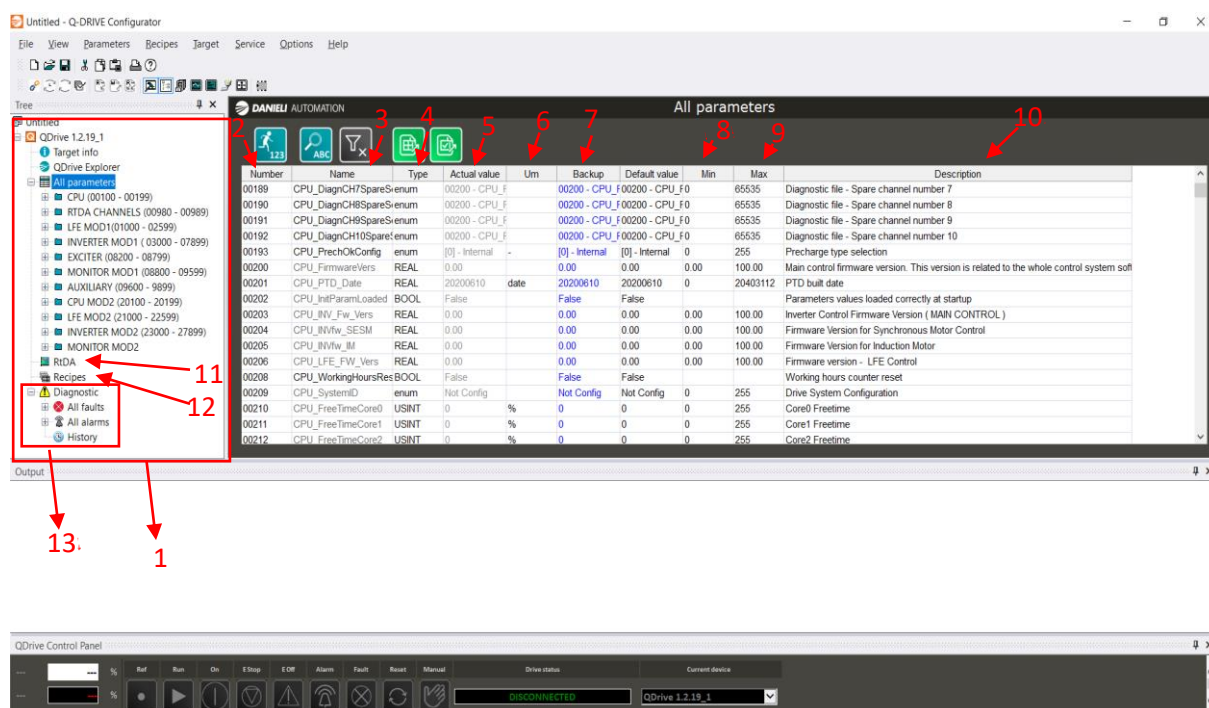 Untitled - Q-DRIVE Configurator
File View Parameters Recipes Target Service Options Help
Tree
DANIELI AUTOMATION All parameters
Untitled
QDrive 1.2.19_1
Target info
QDrive Explorer
All parameters
CPU (00100 - 00199)
RTDA CHANNELS (00980 - 00989)
LFE MOD1(01000 - 02599)
INVERTER MOD1 ( 03000 - 07899)
EXCITER (08200 - 08799)
MONITOR MOD1 (08800 - 09599)
AUXILIARY (09600 - 9899)
CPU MOD2 (20100 - 20199)
LFE MOD2 (21000 - 22599)
INVERTER MOD2 (23000 - 27899)
MONITOR MOD2
RtDA
Recipes
Diagnostic
All faults
All alarms
History
2 3 4 5 6 7 8 9 10
123 ABC
Number Name Type Actual value Um Backup Default value Min Max Description
00189 CPU_DiagnCH7SpareS enum 00200 - CPU_F 00200 - CPU_F 00200 - CPU_F 0 65535 Diagnostic file - Spare channel number 7
00190 CPU_DiagnCH8SpareS enum 00200 - CPU_F 00200 - CPU_F 00200 - CPU_F 0 65535 Diagnostic file - Spare channel number 8
00191 CPU_DiagnCH9SpareS enum 00200 - CPU_F 00200 - CPU_F 00200 - CPU_F 0 65535 Diagnostic file - Spare channel number 9
00192 CPU_DiagnCH10Spare enum 00200 - CPU_F 00200 - CPU_F 00200 - CPU_F 0 65535 Diagnostic file - Spare channel number 10
00193 CPU_PrechOkConfig enum [0] - Internal - [0] - Internal [0] - Internal 0 255 Precharge type selection
00200 CPU_FirmwareVers REAL 0.00 0.00 0.00 0.00 100.00 Main control firmware version. This version is related to the whole control system soft
00201 CPU_PTD_Date REAL 20200610 date 20200610 20200610 0 20403112 PTD built date
00202 CPU_InitParamLoaded BOOL False False False Parameters values loaded correctly at startup
00203 CPU_INV_Fw_Vers REAL 0.00 0.00 0.00 0.00 100.00 Inverter Control Firmware Version ( MAIN CONTROL )
00204 CPU_INVfw_SESM REAL 0.00 0.00 0.00 0.00 100.00 Firmware Version for Synchronous Motor Control
00205 CPU_INVfw_IM REAL 0.00 0.00 0.00 0.00 100.00 Firmware Version for Induction Motor
00206 CPU_LFE_FW_Vers REAL 0.00 0.00 0.00 0.00 100.00 Firmware version - LFE Control
00208 CPU_WorkingHoursRes BOOL False False False Working hours counter reset
00209 CPU_SystemID enum Not Config Not Config Not Config 0 255 Drive System Configuration
00210 CPU_FreeTimeCore0 USINT 0 % 0 0 0 255 Core0 Freetime
00211 CPU_FreeTimeCore1 USINT 0 % 0 0 0 255 Core1 Freetime
00212 CPU_FreeTimeCore2 USINT 0 % 0 0 0 255 Core2 Freetime
11
12
Output
13
1
QDrive Control Panel
--- --- % Ref Run On E Stop E Off Alarm Fault Reset Manual Drive status Current device
--- % DISCONNECTED QDrive 1.2.19_1